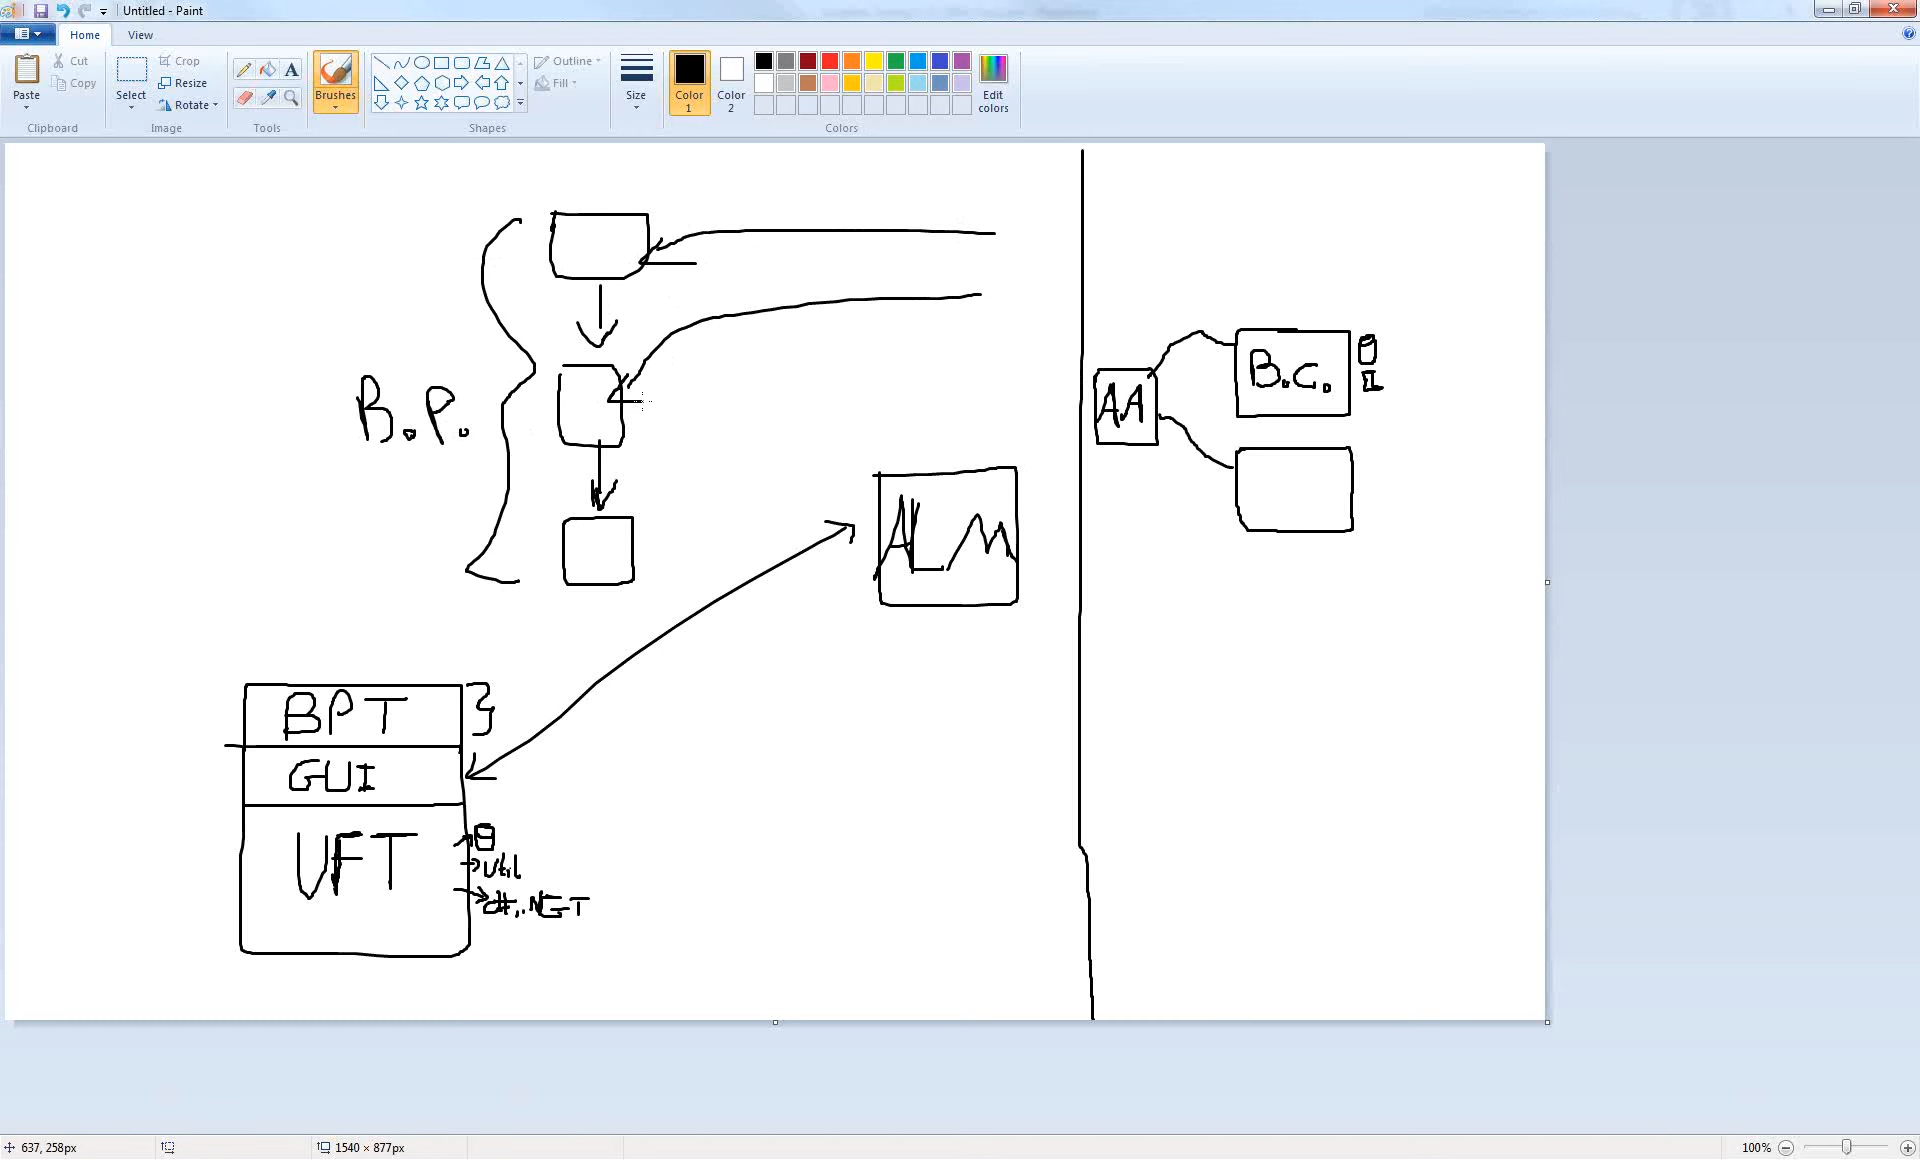 Untitled - Paint
Home View
Paste
Cut
Copy
Clipboard
Select
Crop
Resize
Rotate
Image
Tools
Brushes
Shapes
Outline
Fill
Size
Color 1
Color 2
Colors
Edit colors
B.P.
AA
B.C.
ALM
BPT
GUI
UFT
util
.NET
637, 258px
1540 × 877px
100%